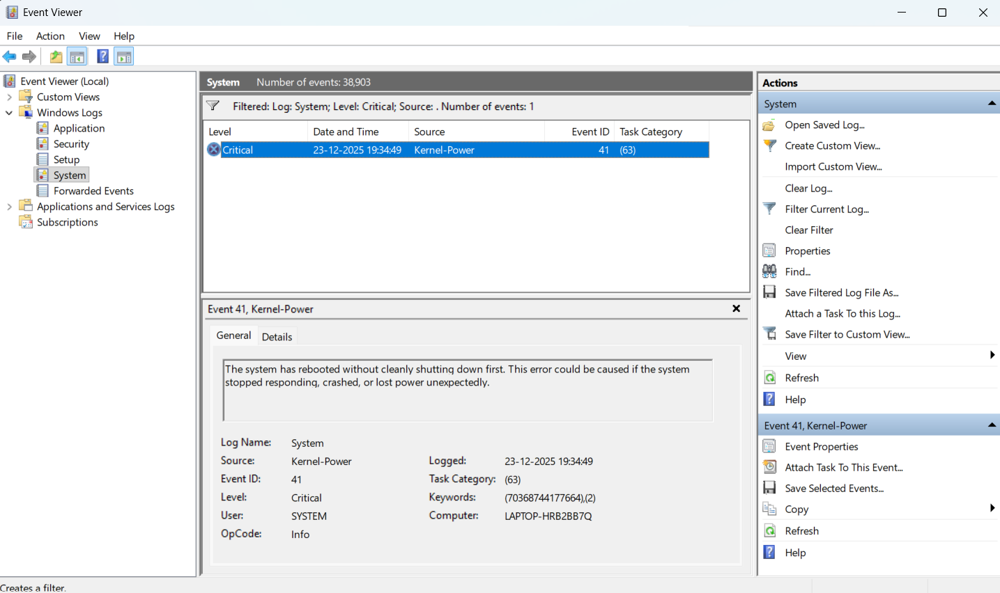 Event Viewer
File Action View Help
Event Viewer (Local)
Custom Views
Windows Logs
Application
Security
Setup
System
Forwarded Events
Applications and Services Logs
Subscriptions
System Number of events: 38,903
Filtered: Log: System; Level: Critical; Source: . Number of events: 1
Level Date and Time Source Event ID Task Category
Critical 23-12-2025 19:34:49 Kernel-Power 41 (63)
Event 41, Kernel-Power
General Details
The system has rebooted without cleanly shutting down first. This error could be caused if the system
stopped responding, crashed, or lost power unexpectedly.
Log Name: System
Source: Kernel-Power Logged: 23-12-2025 19:34:49
Event ID: 41 Task Category: (63)
Level: Critical Keywords: (70368744177664),(2)
User: SYSTEM Computer: LAPTOP-HRB2BB7Q
OpCode: Info
Actions
System
Open Saved Log...
Create Custom View...
Import Custom View...
Clear Log...
Filter Current Log...
Clear Filter
Properties
Find...
Save Filtered Log File As...
Attach a Task To this Log...
Save Filter to Custom View...
View
Refresh
Help
Event 41, Kernel-Power
Event Properties
Attach Task To This Event...
Save Selected Events...
Copy
Refresh
Help
Creates a filter.